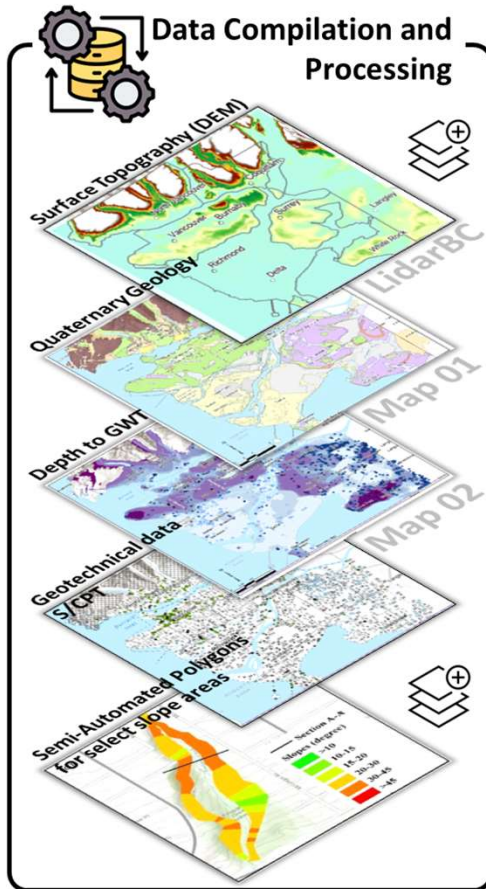 Data Compilation and
Processing
Surface Topography (DEM)
Vancouver
Burnaby
Surrey
Langley
Richmond
Delta
White Rock
LidarBC
Quaternary Geology
Map 01
Depth to GWT
Map 02
Geotechnical data
S/CPT
Semi-Automated Polygons
for select slope areas
Section A-A'
Slopes (degree)
>10
10-15
15-20
20-30
30-45
>45